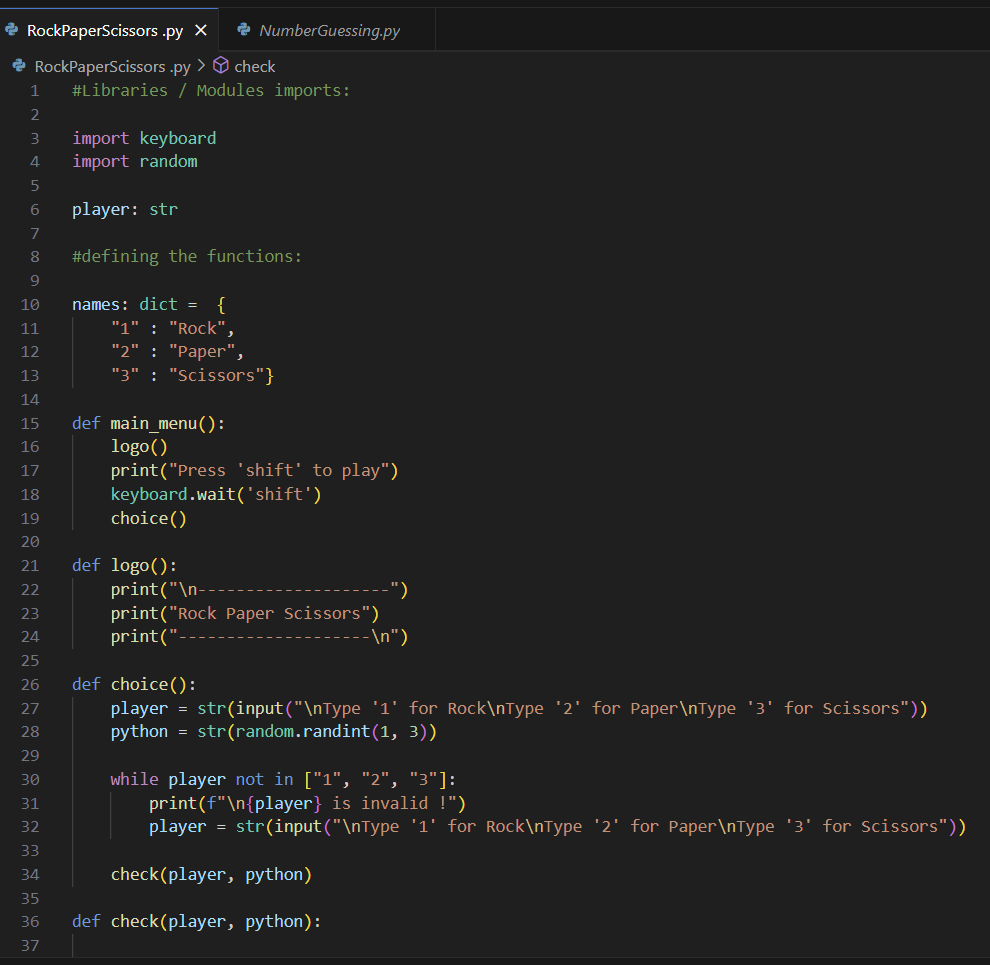 RockPaperScissors .py × NumberGuessing.py
RockPaperScissors .py > check
1 #Libraries / Modules imports:
2
3 import keyboard
4 import random
5
6 player: str
7
8 #defining the functions:
9
10 names: dict =  {
11     "1" : "Rock",
12     "2" : "Paper",
13     "3" : "Scissors"}
14
15 def main_menu():
16     logo()
17     print("Press 'shift' to play")
18     keyboard.wait('shift')
19     choice()
20
21 def logo():
22     print("\n--------------------")
23     print("Rock Paper Scissors")
24     print("--------------------\n")
25
26 def choice():
27     player = str(input("\nType '1' for Rock\nType '2' for Paper\nType '3' for Scissors"))
28     python = str(random.randint(1, 3))
29
30     while player not in ["1", "2", "3"]:
31         print(f"\n{player} is invalid !")
32         player = str(input("\nType '1' for Rock\nType '2' for Paper\nType '3' for Scissors"))
33
34     check(player, python)
35
36 def check(player, python):
37